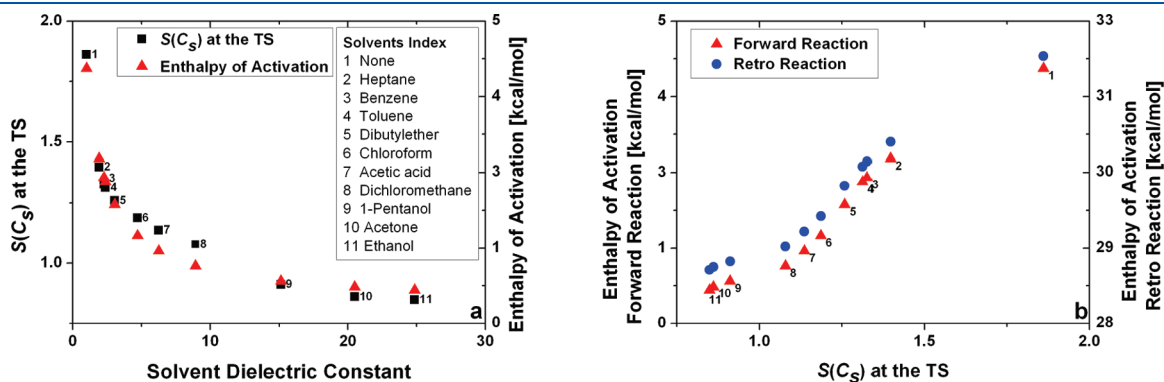 S(Cs) at the TS
2.0
1.5
1.0
S(Cs) at the TS
Enthalpy of Activation
Solvents Index
1 None
2 Heptane
3 Benzene
4 Toluene
5 Dibutylether
6 Chloroform
7 Acetic acid
8 Dichloromethane
9 1-Pentanol
10 Acetone
11 Ethanol
1
2
3
4
5
6
7
8
9
10
11
a
5
4
3
1
0
Enthalpy of Activation [kcal/mol]
0 5 10 15 20 25 30
Solvent Dielectric Constant
Enthalpy of Activation
Forward Reaction [kcal/mol]
5
4
3
1
5
Forward Reaction
Retro Reaction
1
2
3
4
5
6
7
8
9
10
11
b
33
31
30
29
28
Enthalpy of Activation
Retro Reaction [kcal/mol]
1.0 1.5 2.0
S(Cs) at the TS